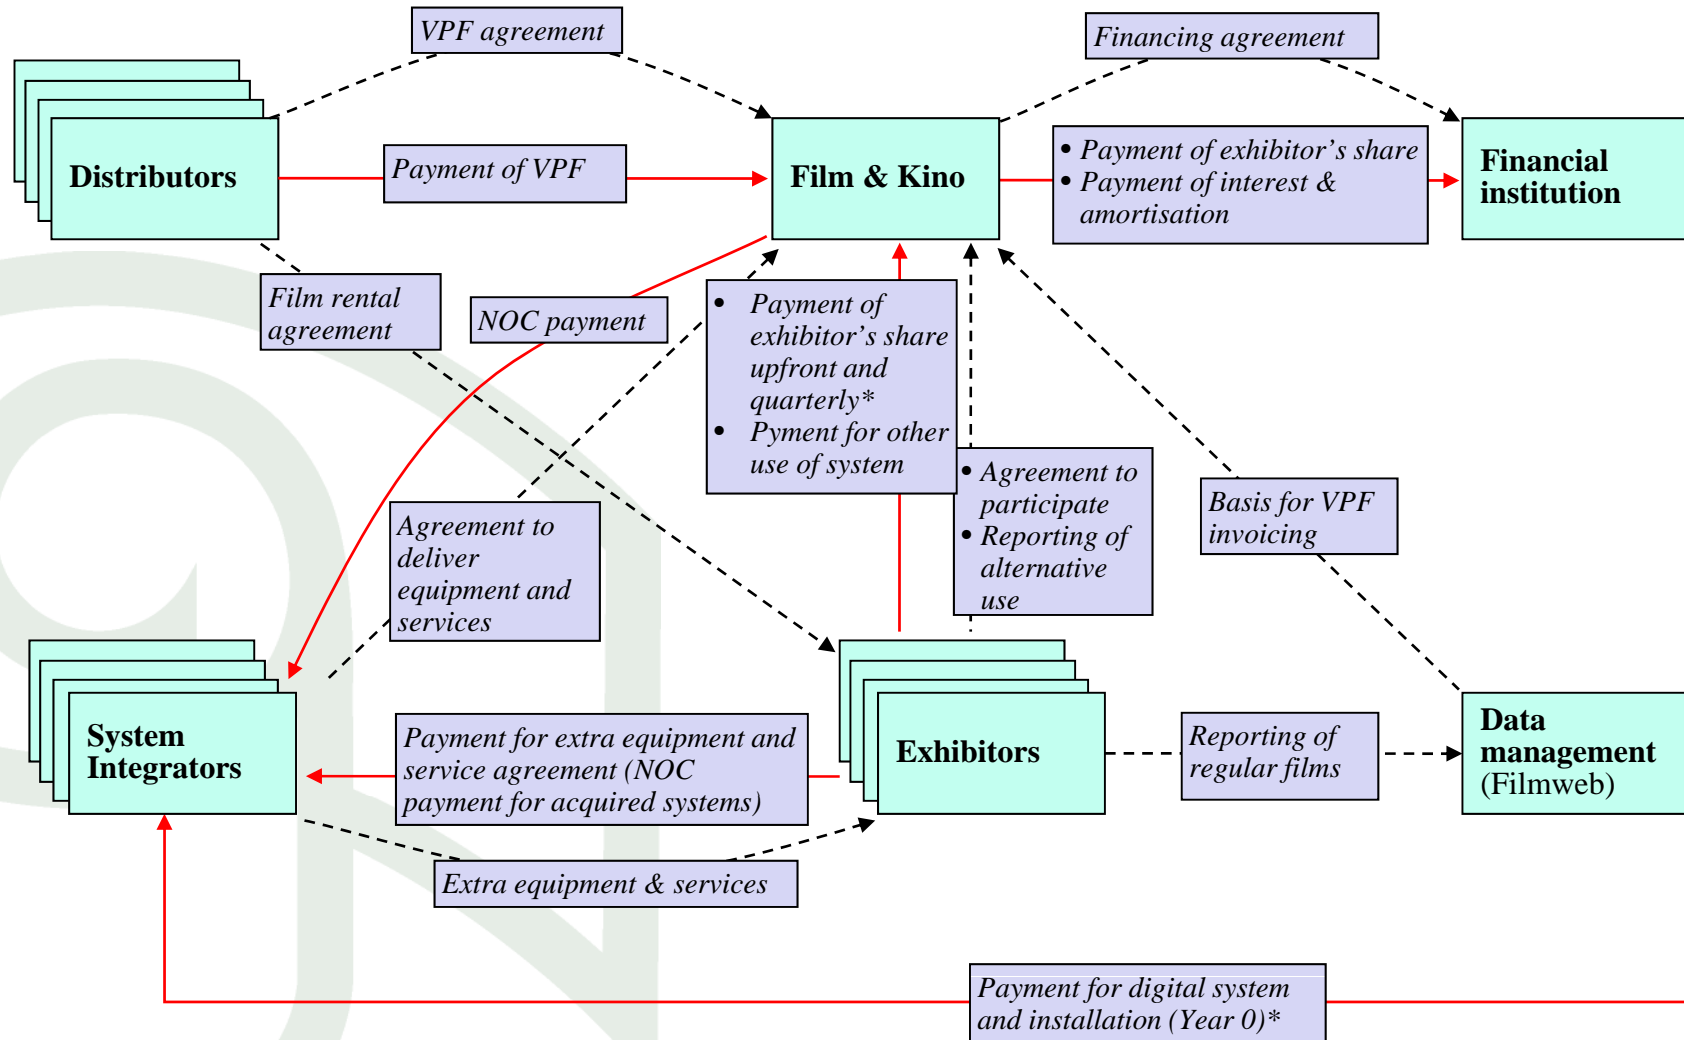 VPF agreement
Financing agreement
Distributors
Payment of VPF
Film & Kino
• Payment of exhibitor's share
• Payment of interest &
amortisation
Financial
institution
Film rental
agreement
NOC payment
• Payment of
exhibitor's share
upfront and
quarterly*
• Pyment for other
use of system
• Agreement to
participate
• Reporting of
alternative
use
Basis for VPF
invoicing
Agreement to
deliver
equipment and
services
System
Integrators
Payment for extra equipment and
service agreement (NOC
payment for acquired systems)
Exhibitors
Reporting of
regular films
Data
management
(Filmweb)
Extra equipment & services
Payment for digital system
and installation (Year 0)*